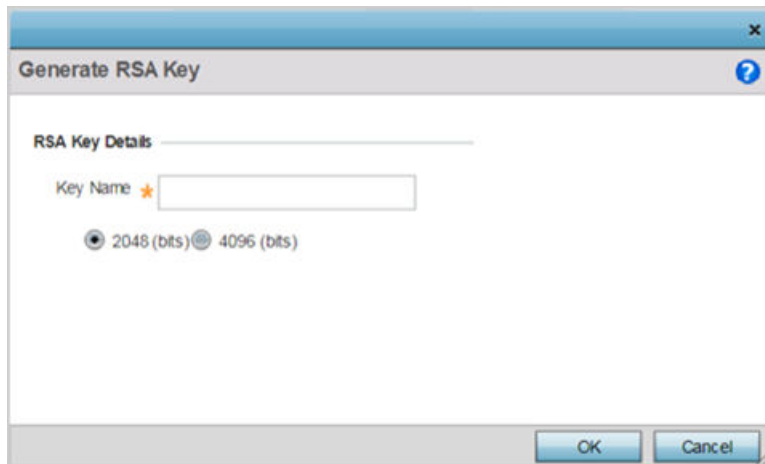 Generate RSA Key
RSA Key Details
Key Name *
2048 (bits) 4096 (bits)
OK Cancel